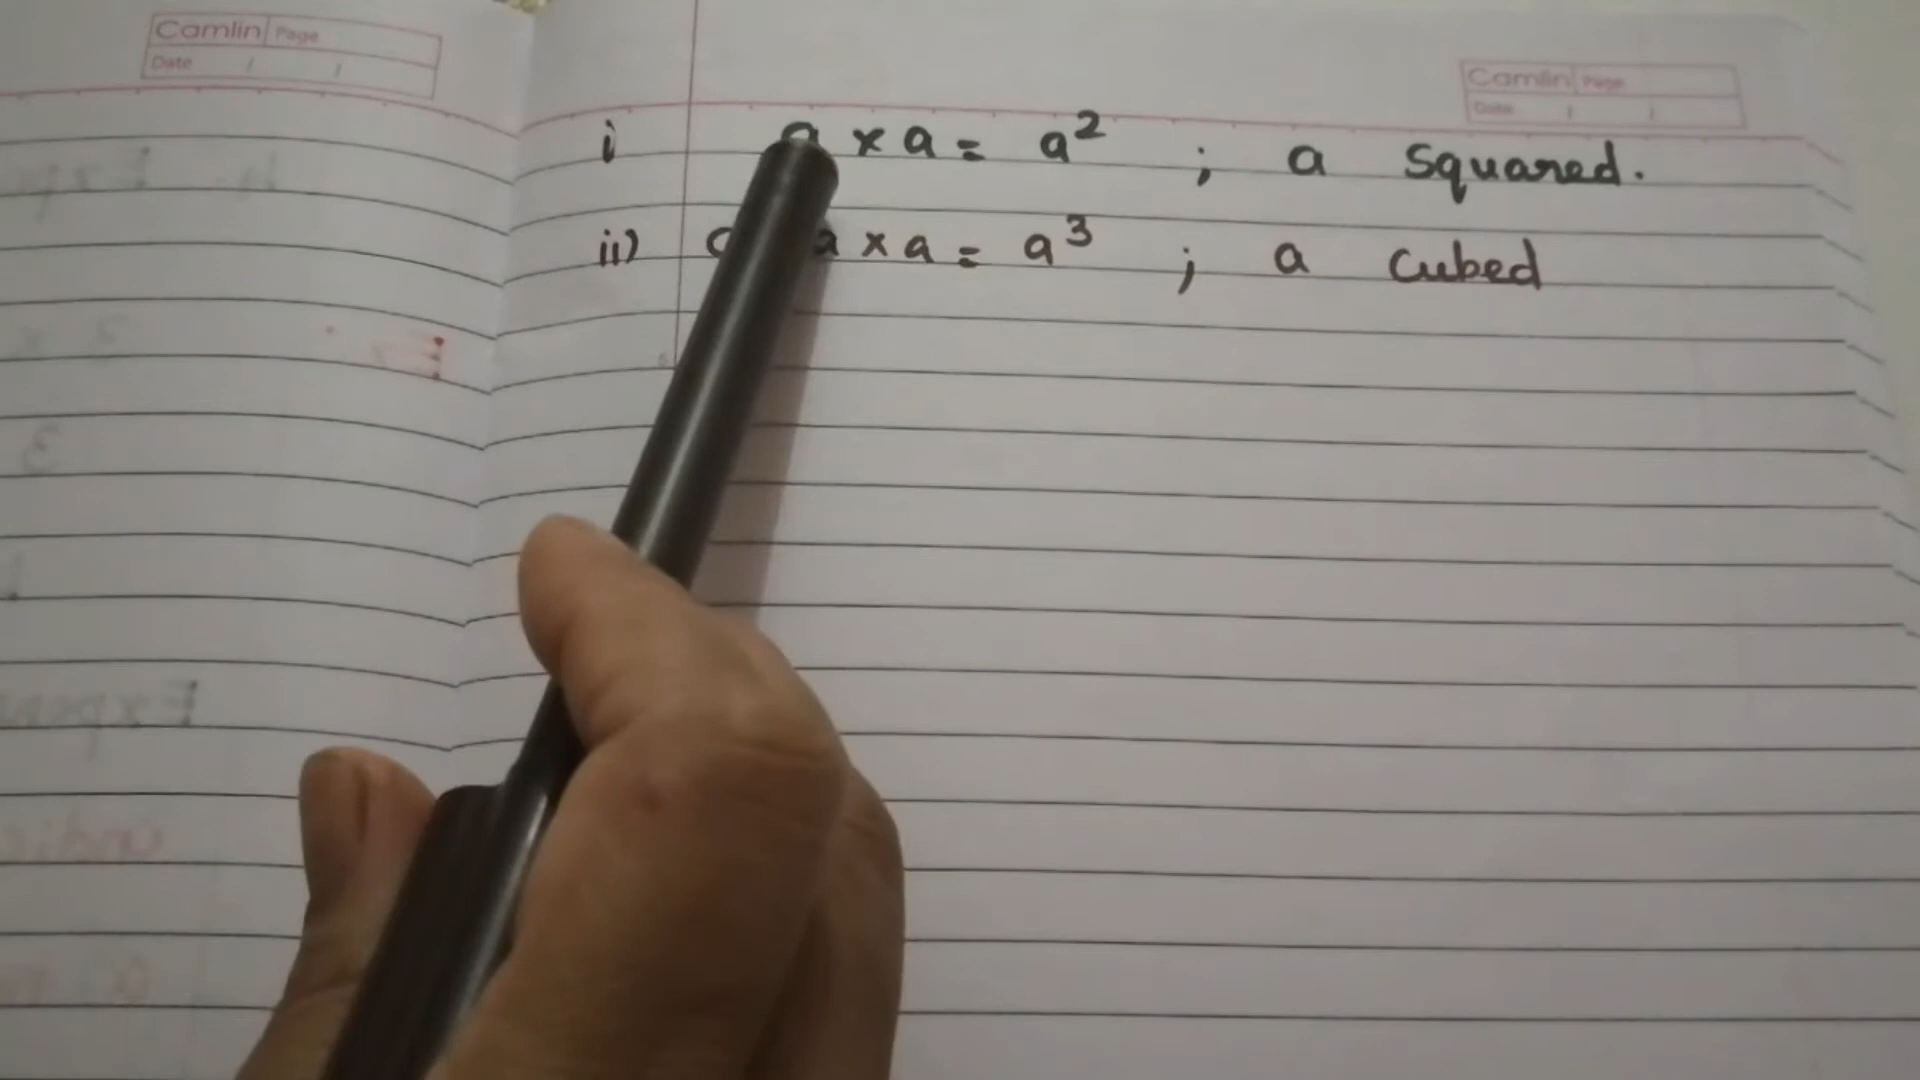 Camlin Page
Date / /
Camlin Page
Date / /
i a × a = a² ; a Squared.
ii) a × a = a³ ; a Cubed